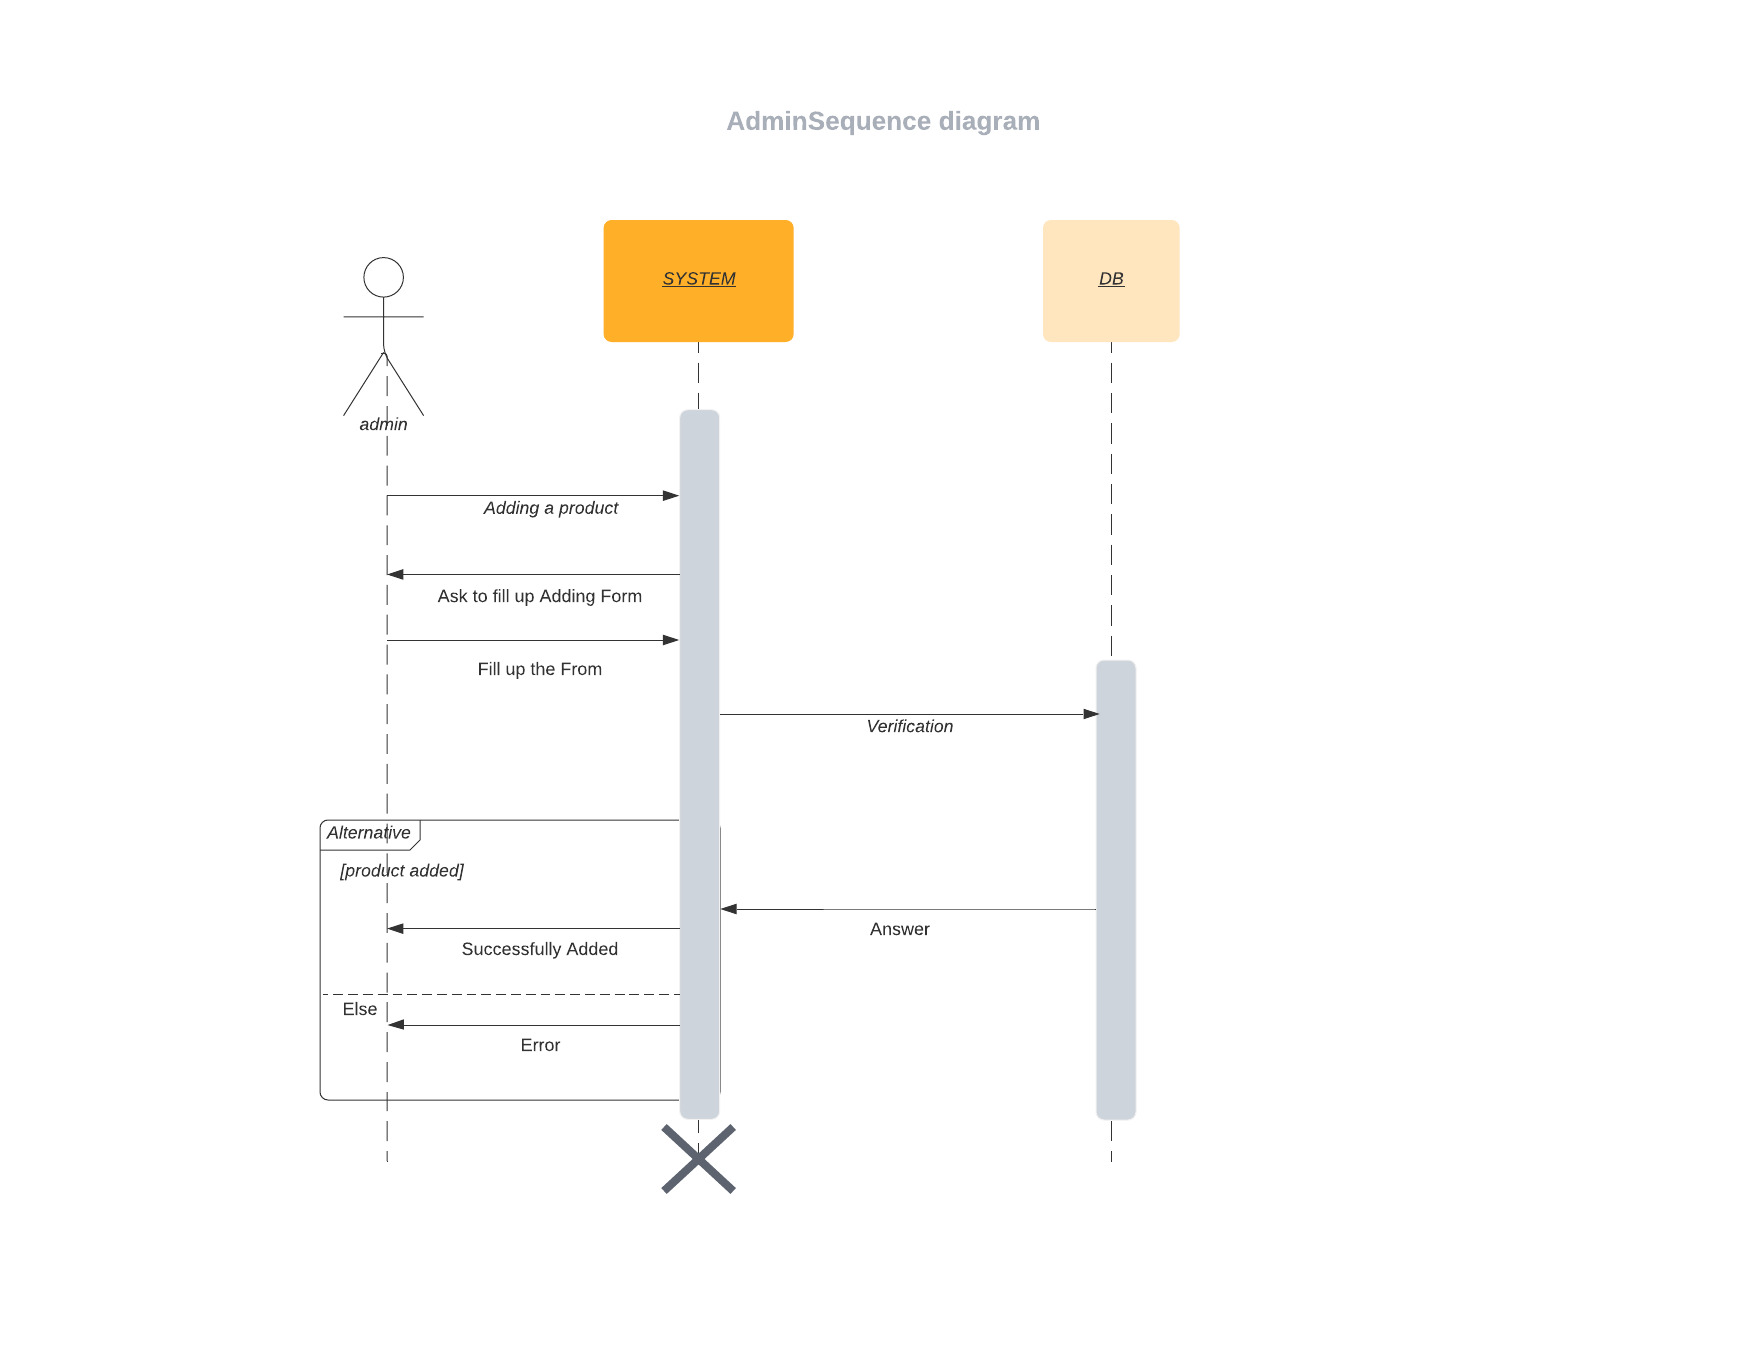 AdminSequence diagram
SYSTEM
DB
admin
Adding a product
Ask to fill up Adding Form
Fill up the From
Verification
Alternative
[product added]
Answer
Successfully Added
Else
Error